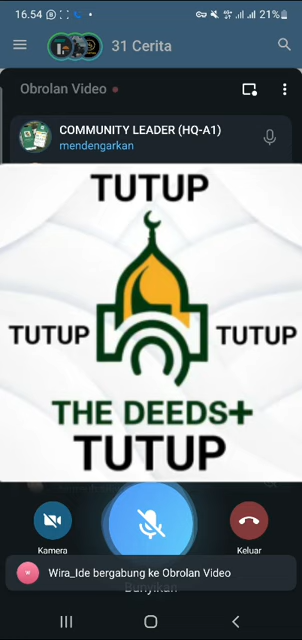 16.54
21%
31 Cerita
Obrolan Video
COMMUNITY LEADER (HQ-A1)
mendengarkan
TUTUP
TUTUP TUTUP
THE DEEDS+
TUTUP
Kamera
Keluar
Wira_Ide bergabung ke Obrolan Video
Bunyikan